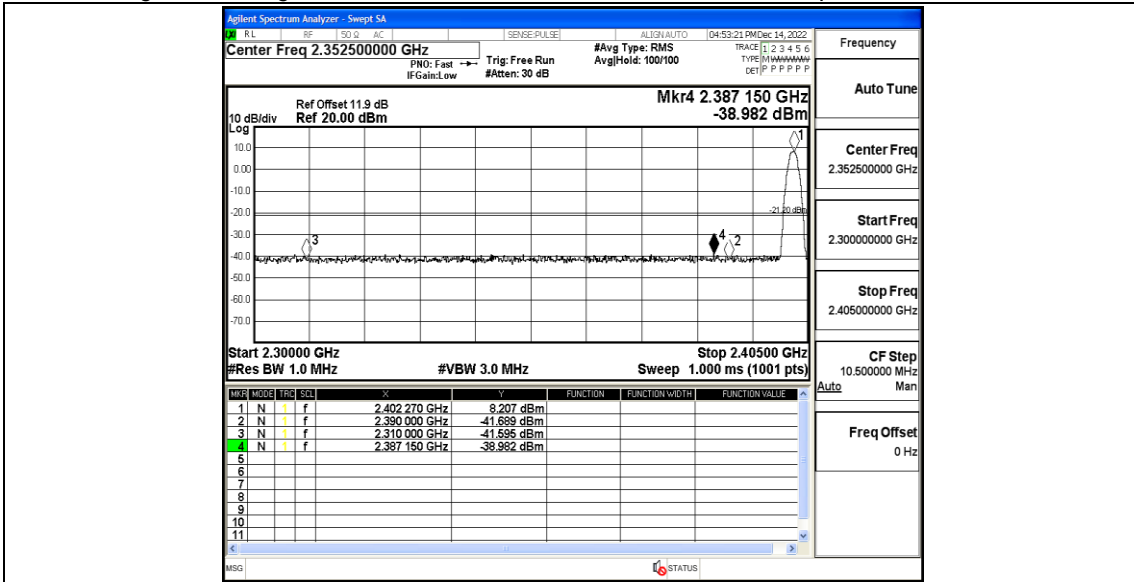 Agilent Spectrum Analyzer - Swept SA
RL RF 50 Ω AC SENSE:PULSE ALIGNAUTO 04:53:21 PMDec 14, 2022
Center Freq 2.352500000 GHz
PNO: Fast
IFGain:Low
Trig: Free Run
#Atten: 30 dB
#Avg Type: RMS
Avg|Hold: 100/100
TRACE 1 2 3 4 5 6
TYPE M
DET P P P P P P
Frequency
Auto Tune
Mkr4 2.387 150 GHz
-38.982 dBm
Ref Offset 11.9 dB
10 dB/div Ref 20.00 dBm
Log
10.0
0.00
-10.0
-20.0
-30.0
-40.0
-50.0
-60.0
-70.0
1
-21.20 dBm
3
4
2
Start 2.30000 GHz Stop 2.40500 GHz
#Res BW 1.0 MHz #VBW 3.0 MHz Sweep 1.000 ms (1001 pts)
Center Freq
2.352500000 GHz
Start Freq
2.300000000 GHz
Stop Freq
2.405000000 GHz
CF Step
10.500000 MHz
Auto Man
Freq Offset
0 Hz
MKR MODE TRC SCL X Y FUNCTION FUNCTION WIDTH FUNCTION VALUE
1 N 1 f 2.402 270 GHz 8.207 dBm
2 N 1 f 2.390 000 GHz -41.689 dBm
3 N 1 f 2.310 000 GHz -41.595 dBm
4 N 1 f 2.387 150 GHz -38.982 dBm
5
6
7
8
9
10
11
MSG STATUS